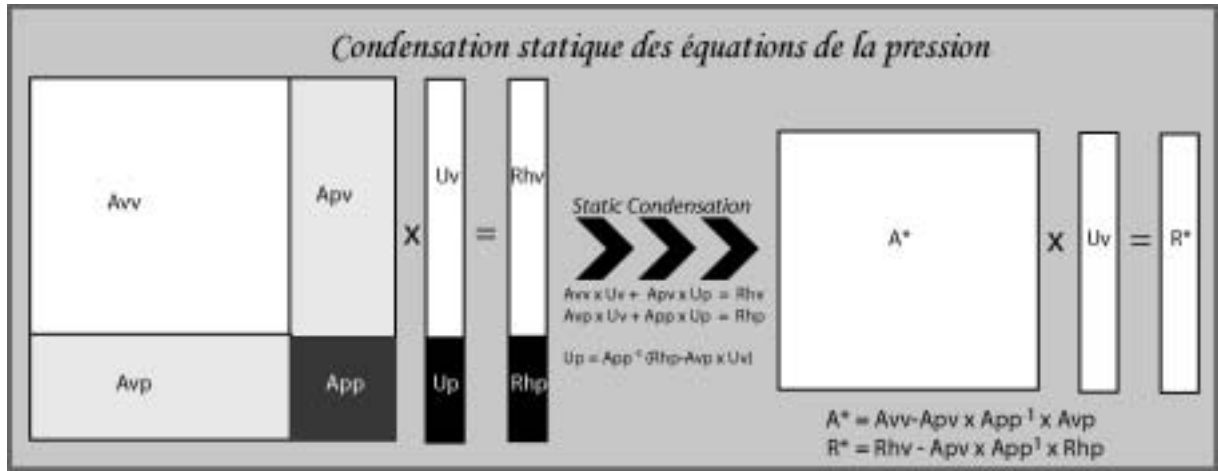 Condensation statique des équations de la pression
Avv
Apv
Avp
App
x
Uv
Up
=
Rhv
Rhp
Static Condensation
Avv x Uv + Apv x Up = Rhv
Avp x Uv + App x Up = Rhp
Up = App⁻¹ (Rhp-Avp x Uv)
A*
x
Uv
=
R*
A* = Avv-Apv x App⁻¹ x Avp
R* = Rhv - Apv x App⁻¹ x Rhp